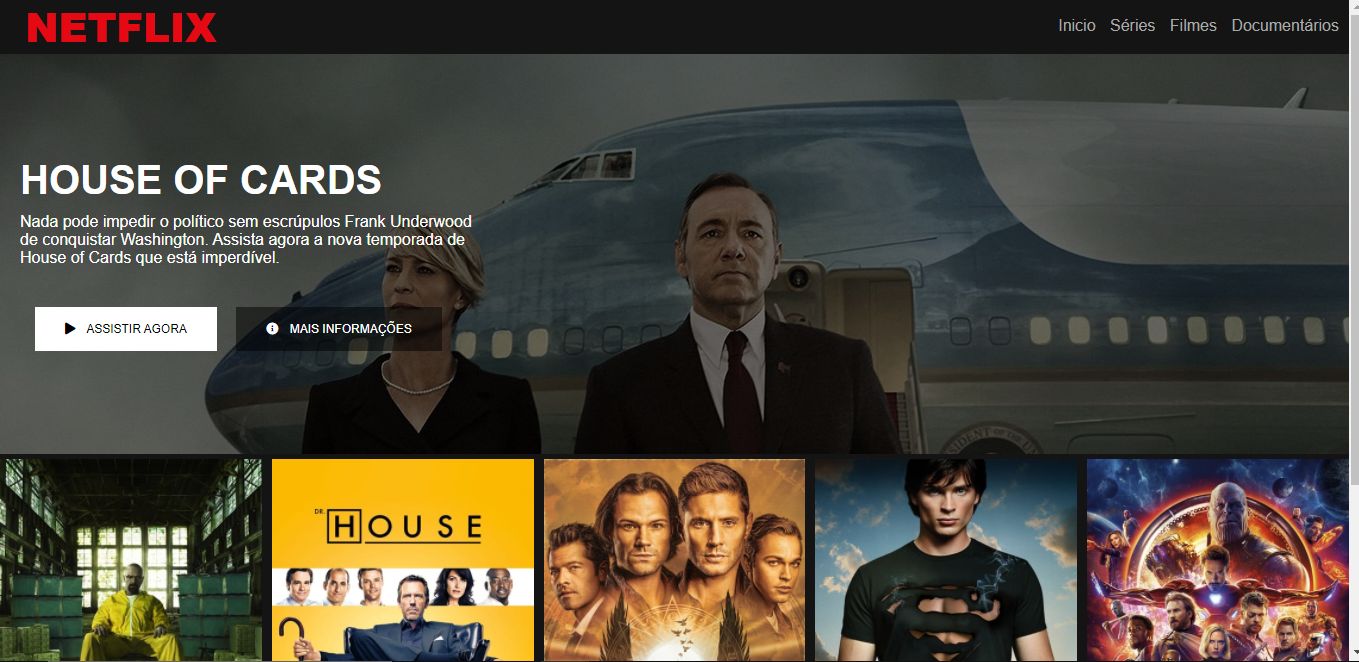 NETFLIX
Inicio Séries Filmes Documentários
HOUSE OF CARDS
Nada pode impedir o político sem escrúpulos Frank Underwood
de conquistar Washington. Assista agora a nova temporada de
House of Cards que está imperdível.
ASSISTIR AGORA
MAIS INFORMAÇÕES
DR.
HOUSE